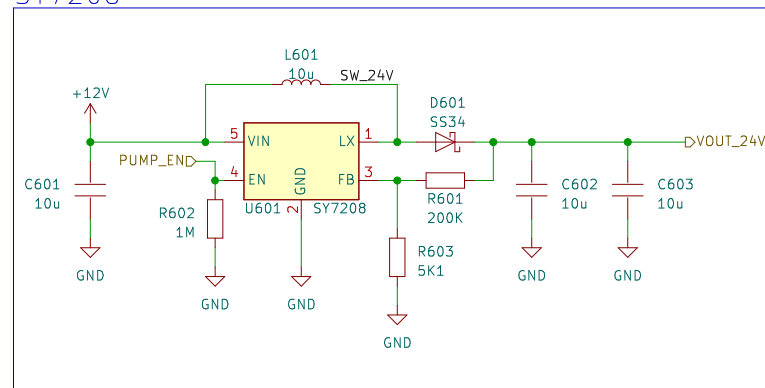 SY7208
L601
10u
SW_24V
+12V
D601
SS34
5
VIN
LX
1
VOUT_24V
PUMP_EN
4
EN
GND
FB
3
C601
10u
R602
1M
U601
2
SY7208
R601
200K
C602
10u
C603
10u
R603
5K1
GND
GND
GND
GND
GND
GND